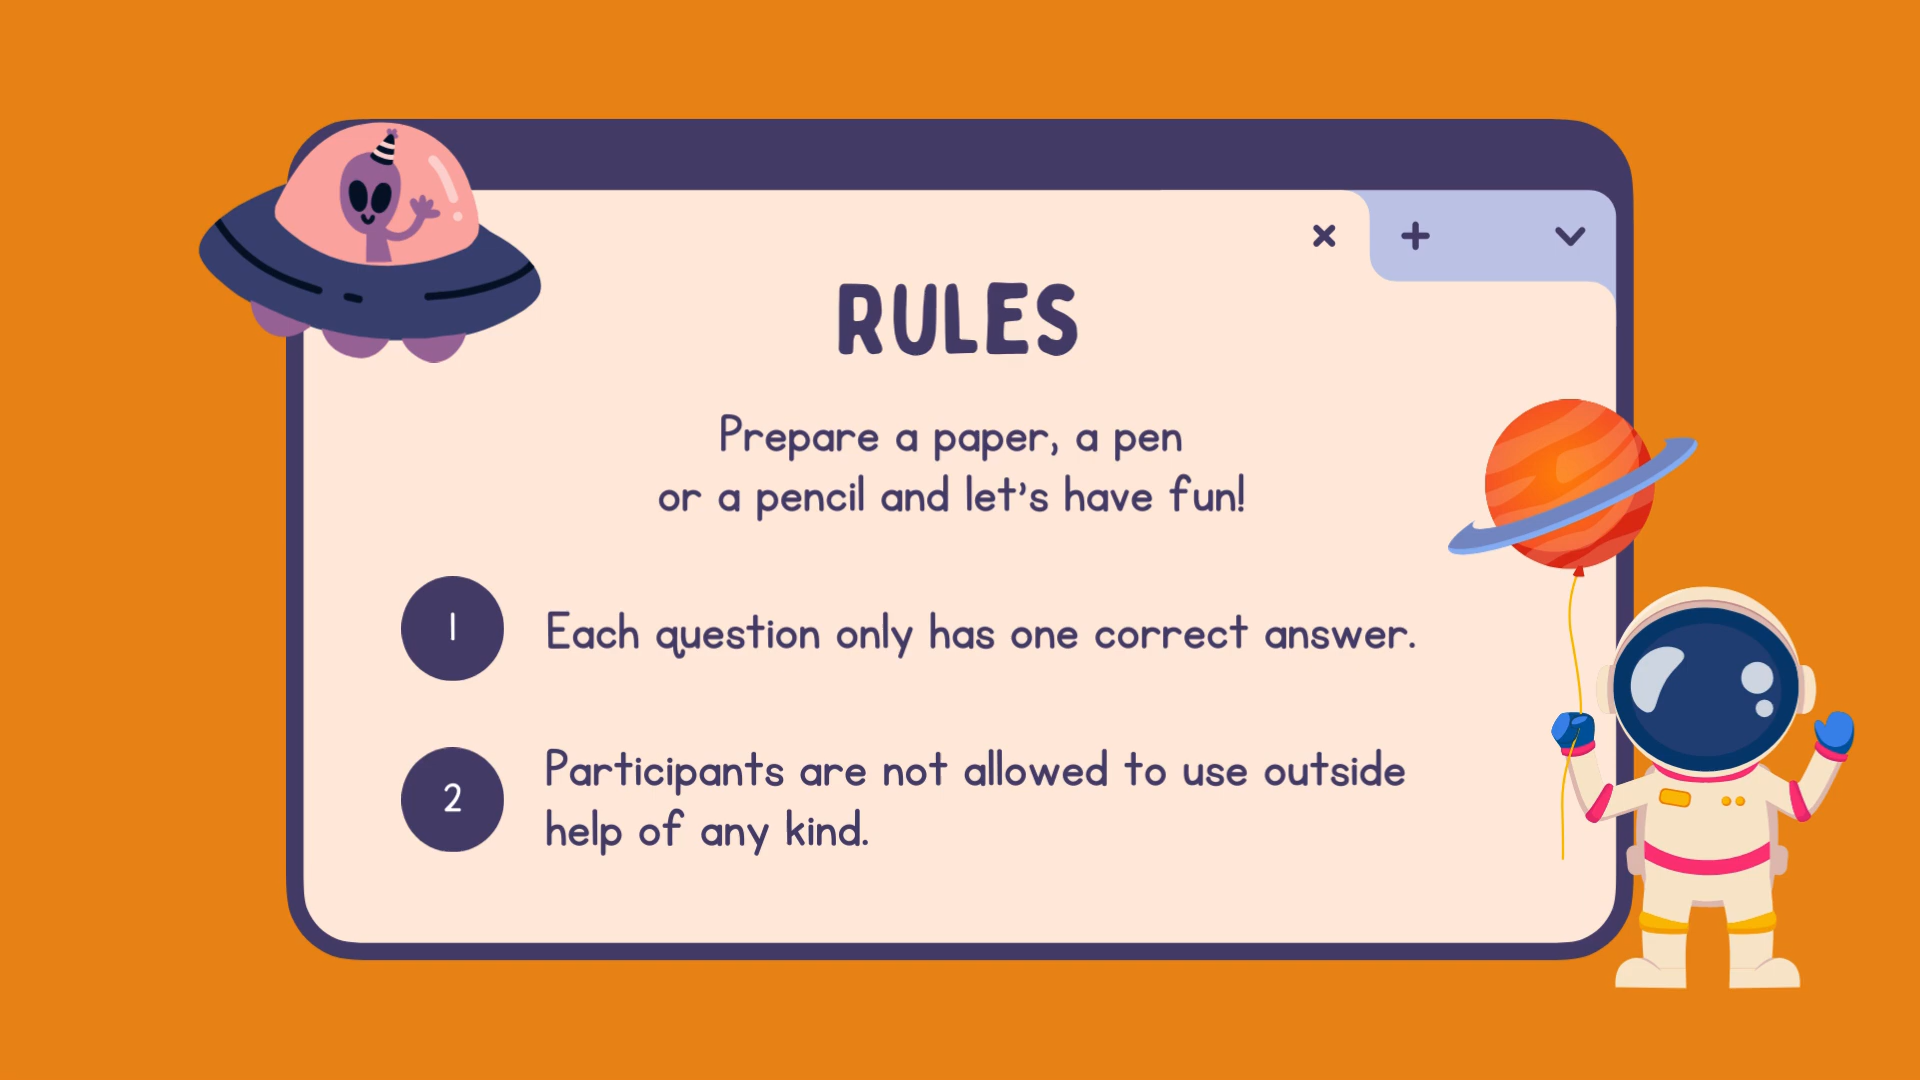 RULES
Prepare a paper, a pen
or a pencil and let's have fun!
1
Each question only has one correct answer.
2
Participants are not allowed to use outside
help of any kind.